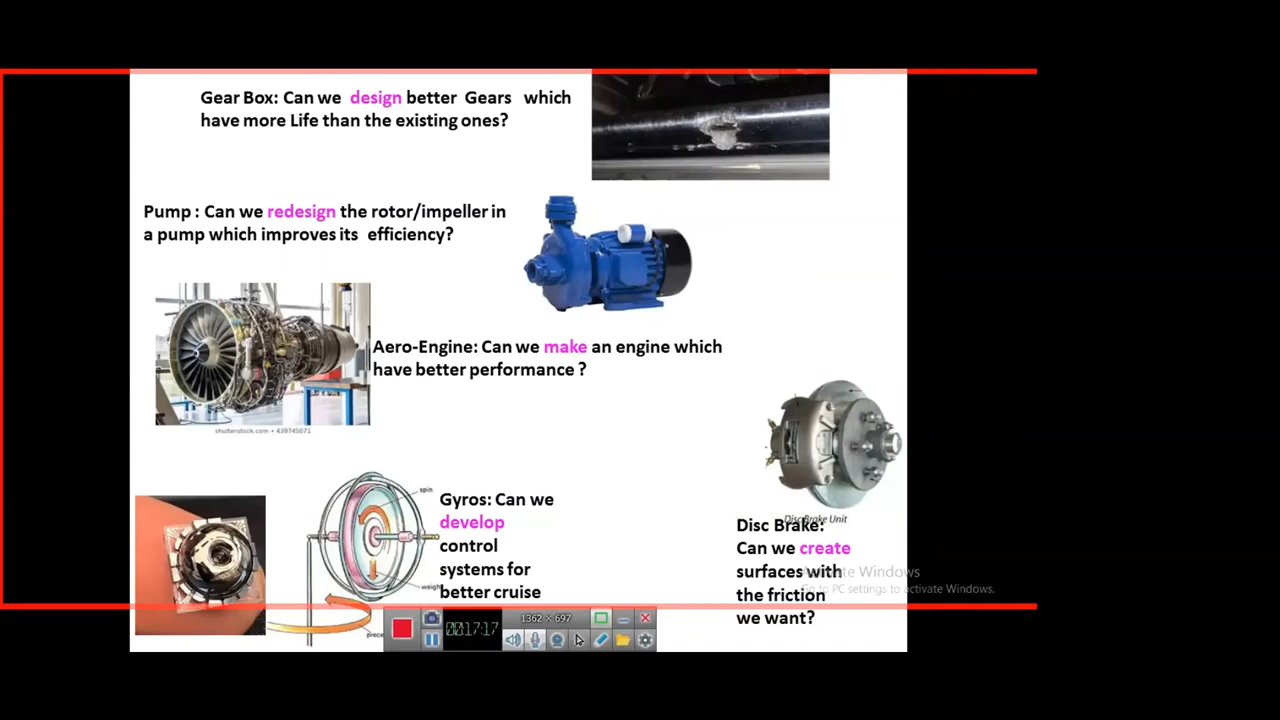 Gear Box: Can we design better Gears which
have more Life than the existing ones?
Pump : Can we redesign the rotor/impeller in
a pump which improves its efficiency?
shutterstock.com • 439745071
Aero-Engine: Can we make an engine which
have better performance ?
Disc Brake Unit
Disc Brake:
Can we create
surfaces with
the friction
we want?
Activate Windows
Go to PC settings to activate Windows.
spin
weigh
piece
Gyros: Can we
develop
control
systems for
better cruise
00:17:17
1362 × 697